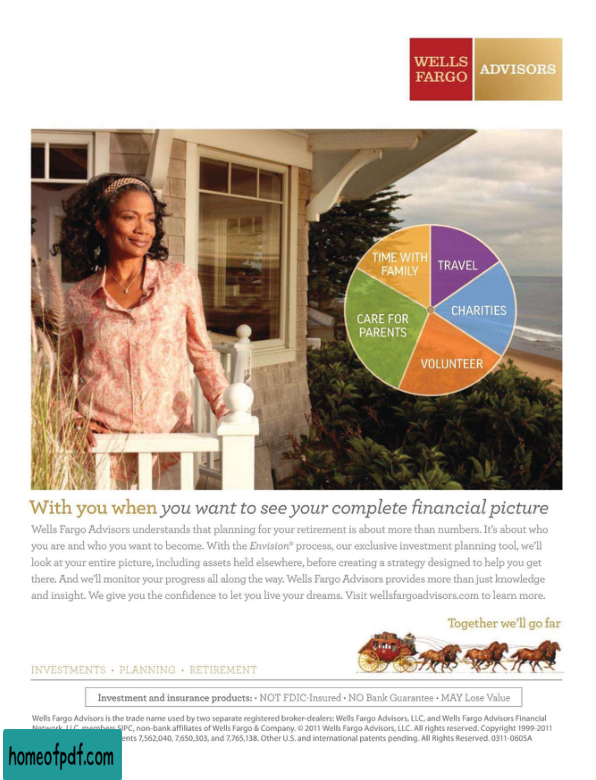 WELLS
FARGO
ADVISORS
TIME WITH
FAMILY
TRAVEL
CHARITIES
CARE FOR
PARENTS
VOLUNTEER
With you when you want to see your complete financial picture
Wells Fargo Advisors understands that planning for your retirement is about more than numbers. It's about who
you are and who you want to become. With the Envision® process, our exclusive investment planning tool, we'll
look at your entire picture, including assets held elsewhere, before creating a strategy designed to help you get
there. And we'll monitor your progress all along the way. Wells Fargo Advisors provides more than just knowledge
and insight. We give you the confidence to let you live your dreams. Visit wellsfargoadvisors.com to learn more.
Together we'll go far
INVESTMENTS • PLANNING • RETIREMENT
Investment and insurance products: • NOT FDIC-Insured • NO Bank Guarantee • MAY Lose Value
Wells Fargo Advisors is the trade name used by two separate registered broker-dealers: Wells Fargo Advisors, LLC, and Wells Fargo Advisors Financial
Network, LLC, members SIPC, non-bank affiliates of Wells Fargo & Company. © 2011 Wells Fargo Advisors, LLC. All rights reserved. Copyright 1999-2011
7,562,040, 7,650,303, and 7,765,138. Other U.S. and international patents pending. All Rights Reserved. 0311-0605A
homeofpdf.com